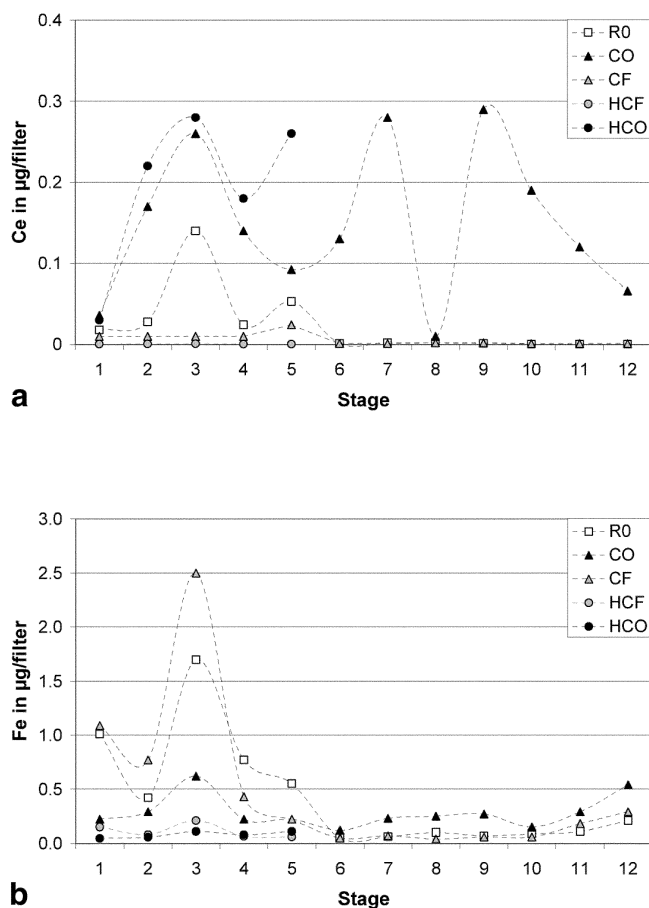 0.4
0.3
0.2
0.1
0
Ce in µg/filter
R0
CO
CF
HCF
HCO
1 2 3 4 5 6 7 8 9 10 11 12
Stage
a
3.0
2.5
2.0
1.5
1.0
0.5
0.0
Fe in µg/filter
R0
CO
CF
HCF
HCO
1 2 3 4 5 6 7 8 9 10 11 12
Stage
b